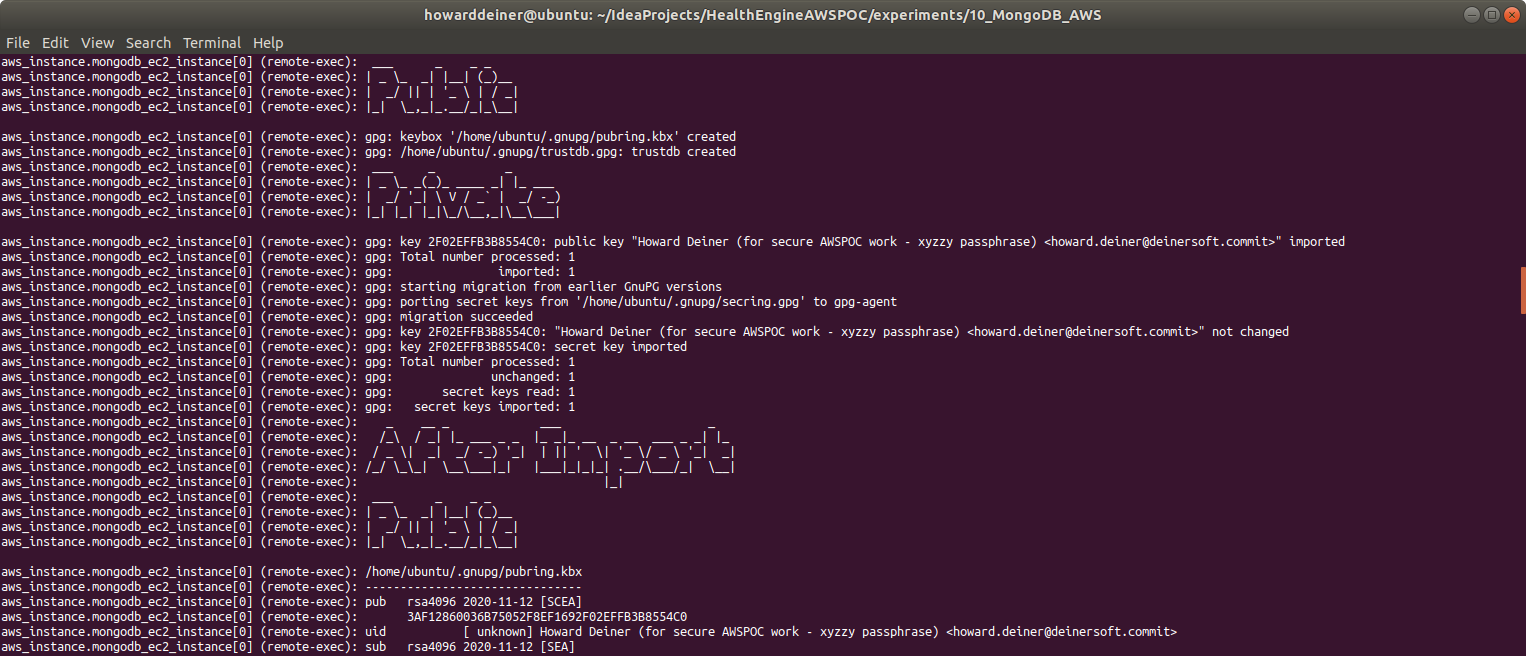 howarddeiner@ubuntu: ~/IdeaProjects/HealthEngineAWSPOC/experiments/10_MongoDB_AWS
File Edit View Search Terminal Help
aws_instance.mongodb_ec2_instance[0] (remote-exec):  ___      _    _ _
aws_instance.mongodb_ec2_instance[0] (remote-exec): | _ \_  _| |__| (_)__
aws_instance.mongodb_ec2_instance[0] (remote-exec): |  _/ || | '_ \ | / _|
aws_instance.mongodb_ec2_instance[0] (remote-exec): |_|  \_,_|_.__/_|_\__|
aws_instance.mongodb_ec2_instance[0] (remote-exec): gpg: keybox '/home/ubuntu/.gnupg/pubring.kbx' created
aws_instance.mongodb_ec2_instance[0] (remote-exec): gpg: /home/ubuntu/.gnupg/trustdb.gpg: trustdb created
aws_instance.mongodb_ec2_instance[0] (remote-exec):  ___     _          _
aws_instance.mongodb_ec2_instance[0] (remote-exec): | _ \_ _(_)_ ____ _| |_ ___
aws_instance.mongodb_ec2_instance[0] (remote-exec): |  _/ '_| \ V / _` |  _/ -_)
aws_instance.mongodb_ec2_instance[0] (remote-exec): |_| |_| |_|\_/\__,_|\__\___|
aws_instance.mongodb_ec2_instance[0] (remote-exec): gpg: key 2F02EFFB3B8554C0: public key "Howard Deiner (for secure AWSPOC work - xyzzy passphrase) <howard.deiner@deinersoft.commit>" imported
aws_instance.mongodb_ec2_instance[0] (remote-exec): gpg: Total number processed: 1
aws_instance.mongodb_ec2_instance[0] (remote-exec): gpg:               imported: 1
aws_instance.mongodb_ec2_instance[0] (remote-exec): gpg: starting migration from earlier GnuPG versions
aws_instance.mongodb_ec2_instance[0] (remote-exec): gpg: porting secret keys from '/home/ubuntu/.gnupg/secring.gpg' to gpg-agent
aws_instance.mongodb_ec2_instance[0] (remote-exec): gpg: migration succeeded
aws_instance.mongodb_ec2_instance[0] (remote-exec): gpg: key 2F02EFFB3B8554C0: "Howard Deiner (for secure AWSPOC work - xyzzy passphrase) <howard.deiner@deinersoft.commit>" not changed
aws_instance.mongodb_ec2_instance[0] (remote-exec): gpg: key 2F02EFFB3B8554C0: secret key imported
aws_instance.mongodb_ec2_instance[0] (remote-exec): gpg: Total number processed: 1
aws_instance.mongodb_ec2_instance[0] (remote-exec): gpg:              unchanged: 1
aws_instance.mongodb_ec2_instance[0] (remote-exec): gpg:       secret keys read: 1
aws_instance.mongodb_ec2_instance[0] (remote-exec): gpg:   secret keys imported: 1
aws_instance.mongodb_ec2_instance[0] (remote-exec):    _    __ _             ___                     _
aws_instance.mongodb_ec2_instance[0] (remote-exec):   /_\  / _| |_ ___ _ _  |_ _|_ __  _ __  ___ _ _| |_
aws_instance.mongodb_ec2_instance[0] (remote-exec):  / _ \|  _|  _/ -_) '_|  | || '  \| '_ \/ _ \ '_|  _|
aws_instance.mongodb_ec2_instance[0] (remote-exec): /_/ \_\_|  \__\___|_|   |___|_|_|_| .__/\___/_|  \__|
aws_instance.mongodb_ec2_instance[0] (remote-exec):                                   |_|
aws_instance.mongodb_ec2_instance[0] (remote-exec):  ___      _    _ _
aws_instance.mongodb_ec2_instance[0] (remote-exec): | _ \_  _| |__| (_)__
aws_instance.mongodb_ec2_instance[0] (remote-exec): |  _/ || | '_ \ | / _|
aws_instance.mongodb_ec2_instance[0] (remote-exec): |_|  \_,_|_.__/_|_\__|
aws_instance.mongodb_ec2_instance[0] (remote-exec): /home/ubuntu/.gnupg/pubring.kbx
aws_instance.mongodb_ec2_instance[0] (remote-exec): -------------------------------
aws_instance.mongodb_ec2_instance[0] (remote-exec): pub   rsa4096 2020-11-12 [SCEA]
aws_instance.mongodb_ec2_instance[0] (remote-exec):       3AF12860036B75052F8EF1692F02EFFB3B8554C0
aws_instance.mongodb_ec2_instance[0] (remote-exec): uid           [ unknown] Howard Deiner (for secure AWSPOC work - xyzzy passphrase) <howard.deiner@deinersoft.commit>
aws_instance.mongodb_ec2_instance[0] (remote-exec): sub   rsa4096 2020-11-12 [SEA]